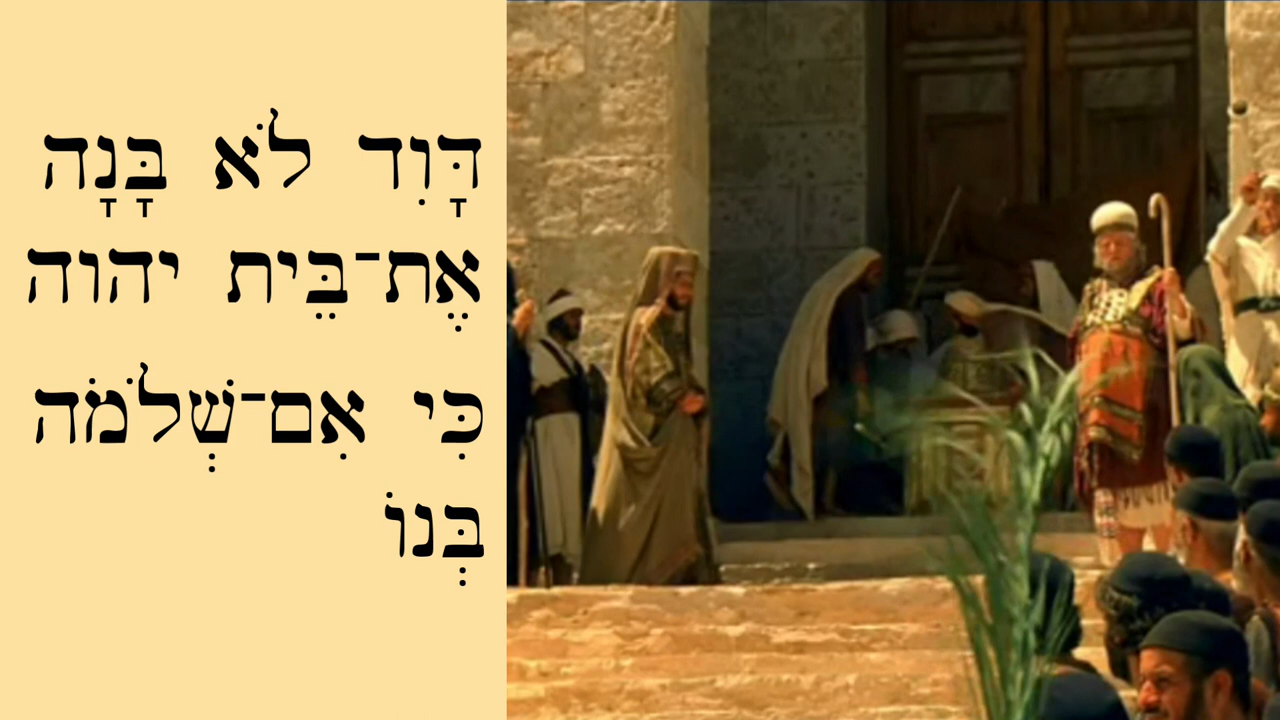 דָּוִד לֹא בָּנָה
אֶת־בֵּית יהוה
כִּי אִם־שְׁלֹמֹה
בְּנוֹ